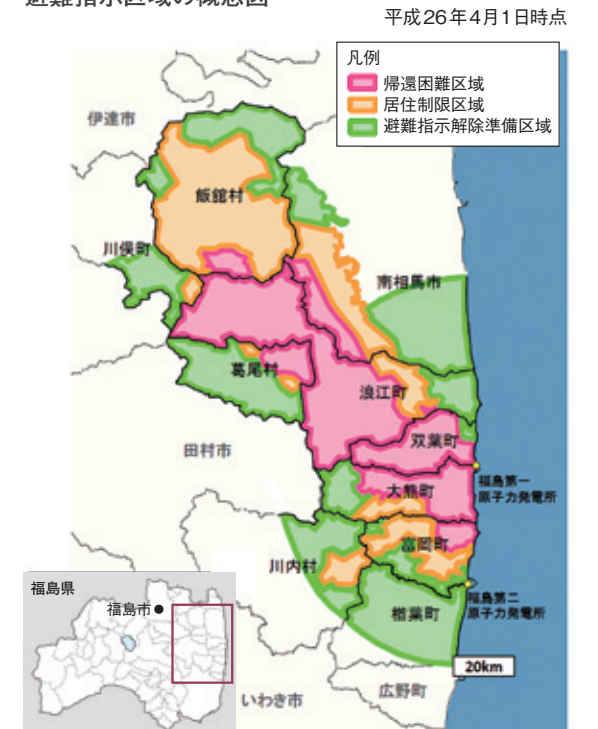 避難指示区域の概念図
平成26年4月1日時点
凡例
帰還困難区域
居住制限区域
避難指示解除準備区域
伊達市
飯舘村
川俣町
南相馬市
葛尾村
浪江町
田村市
双葉町
大熊町
福島第一
原子力発電所
富岡町
川内村
福島第二
原子力発電所
楢葉町
20km
広野町
いわき市
福島県
福島市